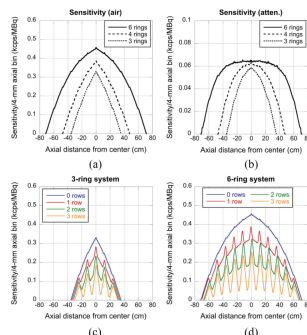 Sensitivity (air)
Sensitivity (atten.)
Sensitivity/4-mm axial bin (kcps/MBq)
0.5
0.4
0.3
0.2
0.1
0
-80 -60 -40 -20 0 20 40 60 80
Axial distance from center (cm)
6 rings
4 rings
3 rings
(a)
Sensitivity/4-mm axial bin (kcps/MBq)
0.1
0.08
0.06
0.04
0.02
0
-80 -60 -40 -20 0 20 40 60 80
Axial distance from center (cm)
6 rings
4 rings
3 rings
(b)
3-ring system
Sensitivity/4-mm axial bin (kcps/MBq)
0.6
0.5
0.4
0.3
0.2
0.1
0
-80 -60 -40 -20 0 20 40 60 80
Axial distance from center (cm)
0 rows
1 row
2 rows
3 rows
(c)
6-ring system
Sensitivity/4-mm axial bin (kcps/MBq)
0.6
0.5
0.4
0.3
0.2
0.1
0
-80 -60 -40 -20 0 20 40 60 80
Axial distance from center (cm)
0 rows 2 rows
1 row 3 rows
(d)